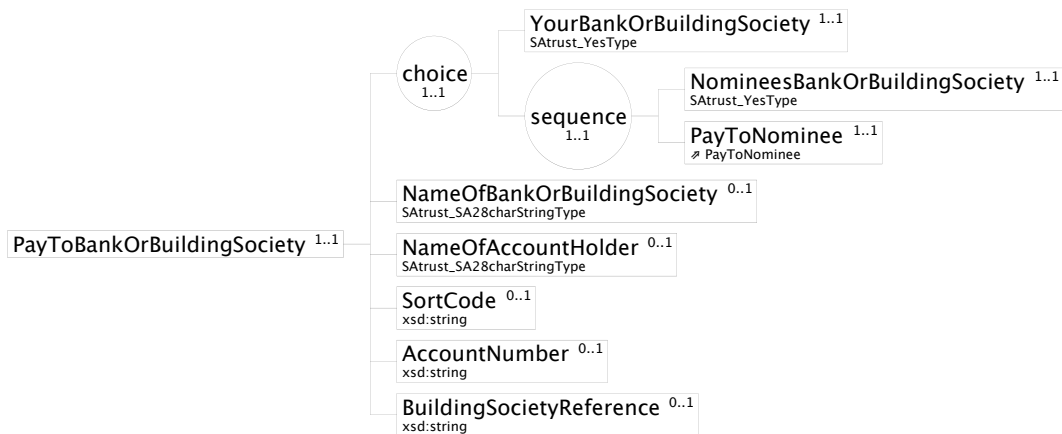 YourBankOrBuildingSociety 1..1
SAtrust_YesType
choice
1..1
NomineesBankOrBuildingSociety 1..1
SAtrust_YesType
sequence
1..1
PayToNominee 1..1
⇗ PayToNominee
NameOfBankOrBuildingSociety 0..1
SAtrust_SA28charStringType
PayToBankOrBuildingSociety 1..1
NameOfAccountHolder 0..1
SAtrust_SA28charStringType
SortCode 0..1
xsd:string
AccountNumber 0..1
xsd:string
BuildingSocietyReference 0..1
xsd:string